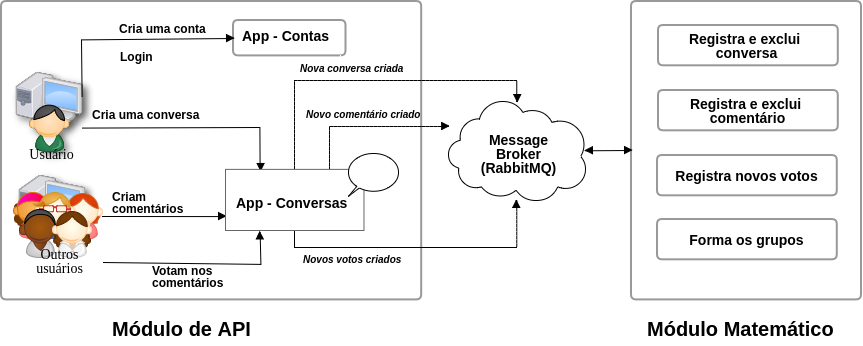 Cria uma conta
Login
App - Contas
Cria uma conversa
Usuário
Criam
comentários
Outros
usuários
Votam nos
comentários
App - Conversas
Nova conversa criada
Novo comentário criado
Novos votos criados
Message
Broker
(RabbitMQ)
Registra e exclui
conversa
Registra e exclui
comentário
Registra novos votos
Forma os grupos
Módulo de API
Módulo Matemático